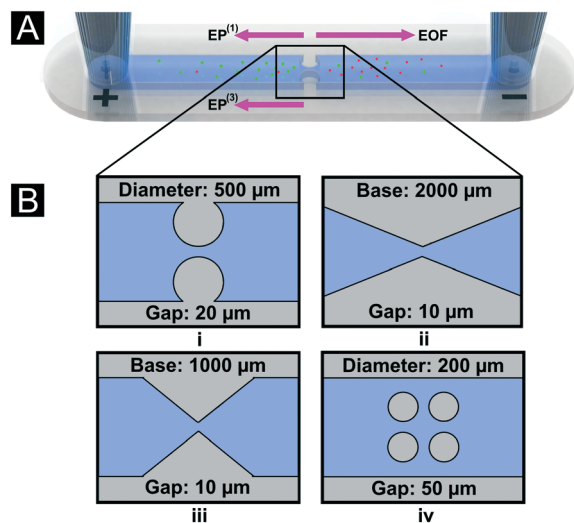 A
EP(1)
EOF
EP(3)
+
−
B
Diameter: 500 µm
Gap: 20 µm
i
Base: 2000 µm
Gap: 10 µm
ii
Base: 1000 µm
Gap: 10 µm
iii
Diameter: 200 µm
Gap: 50 µm
iv